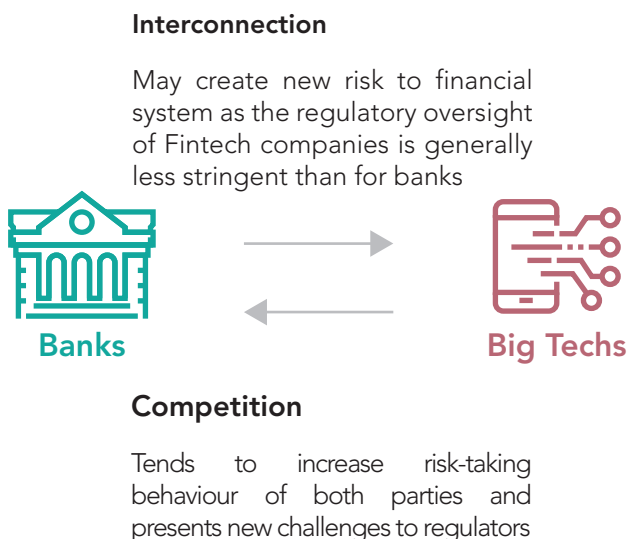 Interconnection
May create new risk to financial
system as the regulatory oversight
of Fintech companies is generally
less stringent than for banks
Banks
Big Techs
Competition
Tends to increase risk-taking
behaviour of both parties and
presents new challenges to regulators